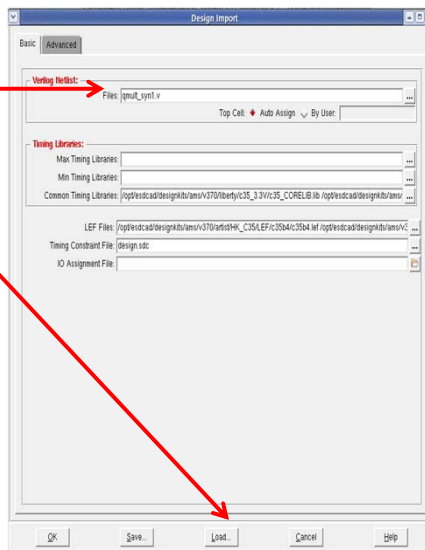 Design Import
Basic Advanced
Verilog Netlist:
Files: qmult_syn1.v ...
Top Cell: Auto Assign By User:
Timing Libraries:
Max Timing Libraries: ...
Min Timing Libraries: ...
Common Timing Libraries: /opt/esdcad/designkits/ams/v370/liberty/c35_3.3V/c35_CORELIB.lib /opt/esdcad/designkits/ams/ ...
LEF Files: /opt/esdcad/designkits/ams/v370/artist/HK_C35/LEF/c35b4/c35b4.lef /opt/esdcad/designkits/ams/v3 ...
Timing Constraint File: design.sdc ...
IO Assignment File:
OK Save... Load... Cancel Help